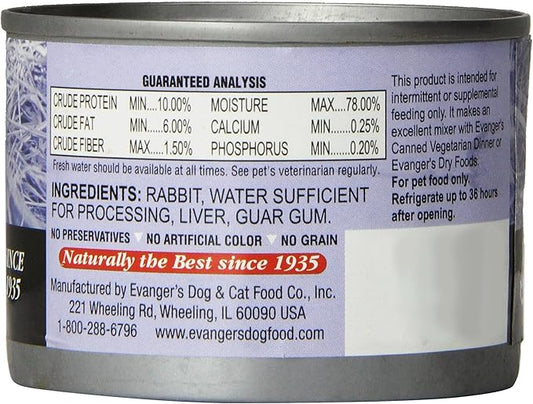 GUARANTEED ANALYSIS
CRUDE PROTEIN MIN....10.00% MOISTURE MAX....78.00%
CRUDE FAT MIN......6.00% CALCIUM MIN......0.25%
CRUDE FIBER MAX.....1.50% PHOSPHORUS MIN......0.20%
Fresh water should be available at all times. See pet's veterinarian regularly.
INGREDIENTS: RABBIT, WATER SUFFICIENT
FOR PROCESSING, LIVER, GUAR GUM.
NO PRESERVATIVES ▼ NO ARTIFICIAL COLOR ▼ NO GRAIN
Naturally the Best since 1935
Manufactured by Evanger's Dog & Cat Food Co., Inc.
221 Wheeling Rd, Wheeling, IL 60090 USA
1-800-288-6796 www.evangersdogfood.com
This product is intended for
intermittent or supplemental
feeding only. It makes an
excellent mixer with Evanger's
Canned Vegetarian Dinner or
Evanger's Dry Foods.
For pet food only.
Refrigerate up to 36 hours
after opening.
1935